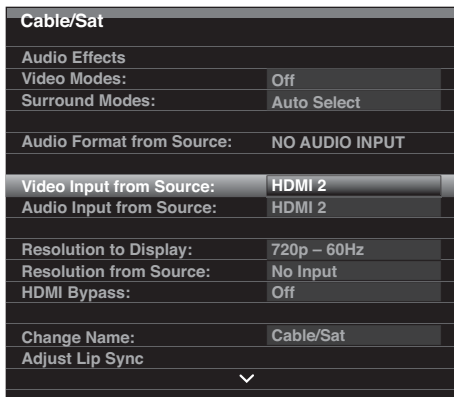 Cable/Sat
Audio Effects
Video Modes: Off
Surround Modes: Auto Select
Audio Format from Source: NO AUDIO INPUT
Video Input from Source: HDMI 2
Audio Input from Source: HDMI 2
Resolution to Display: 720p – 60Hz
Resolution from Source: No Input
HDMI Bypass: Off
Change Name: Cable/Sat
Adjust Lip Sync